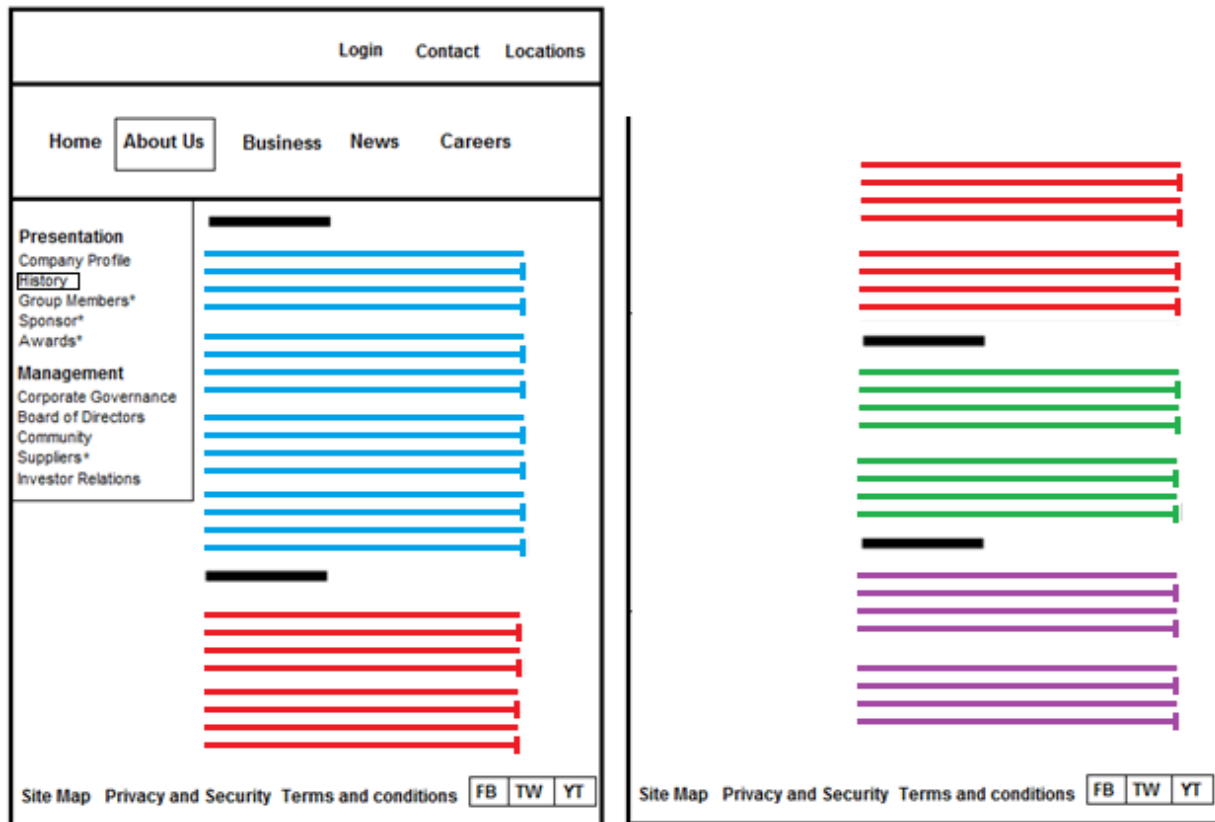 Login Contact Locations
Home About Us Business News Careers
Presentation
Company Profile
History
Group Members*
Sponsor*
Awards*
Management
Corporate Governance
Board of Directors
Community
Suppliers*
Investor Relations
Site Map Privacy and Security Terms and conditions FB TW YT
Site Map Privacy and Security Terms and conditions FB TW YT